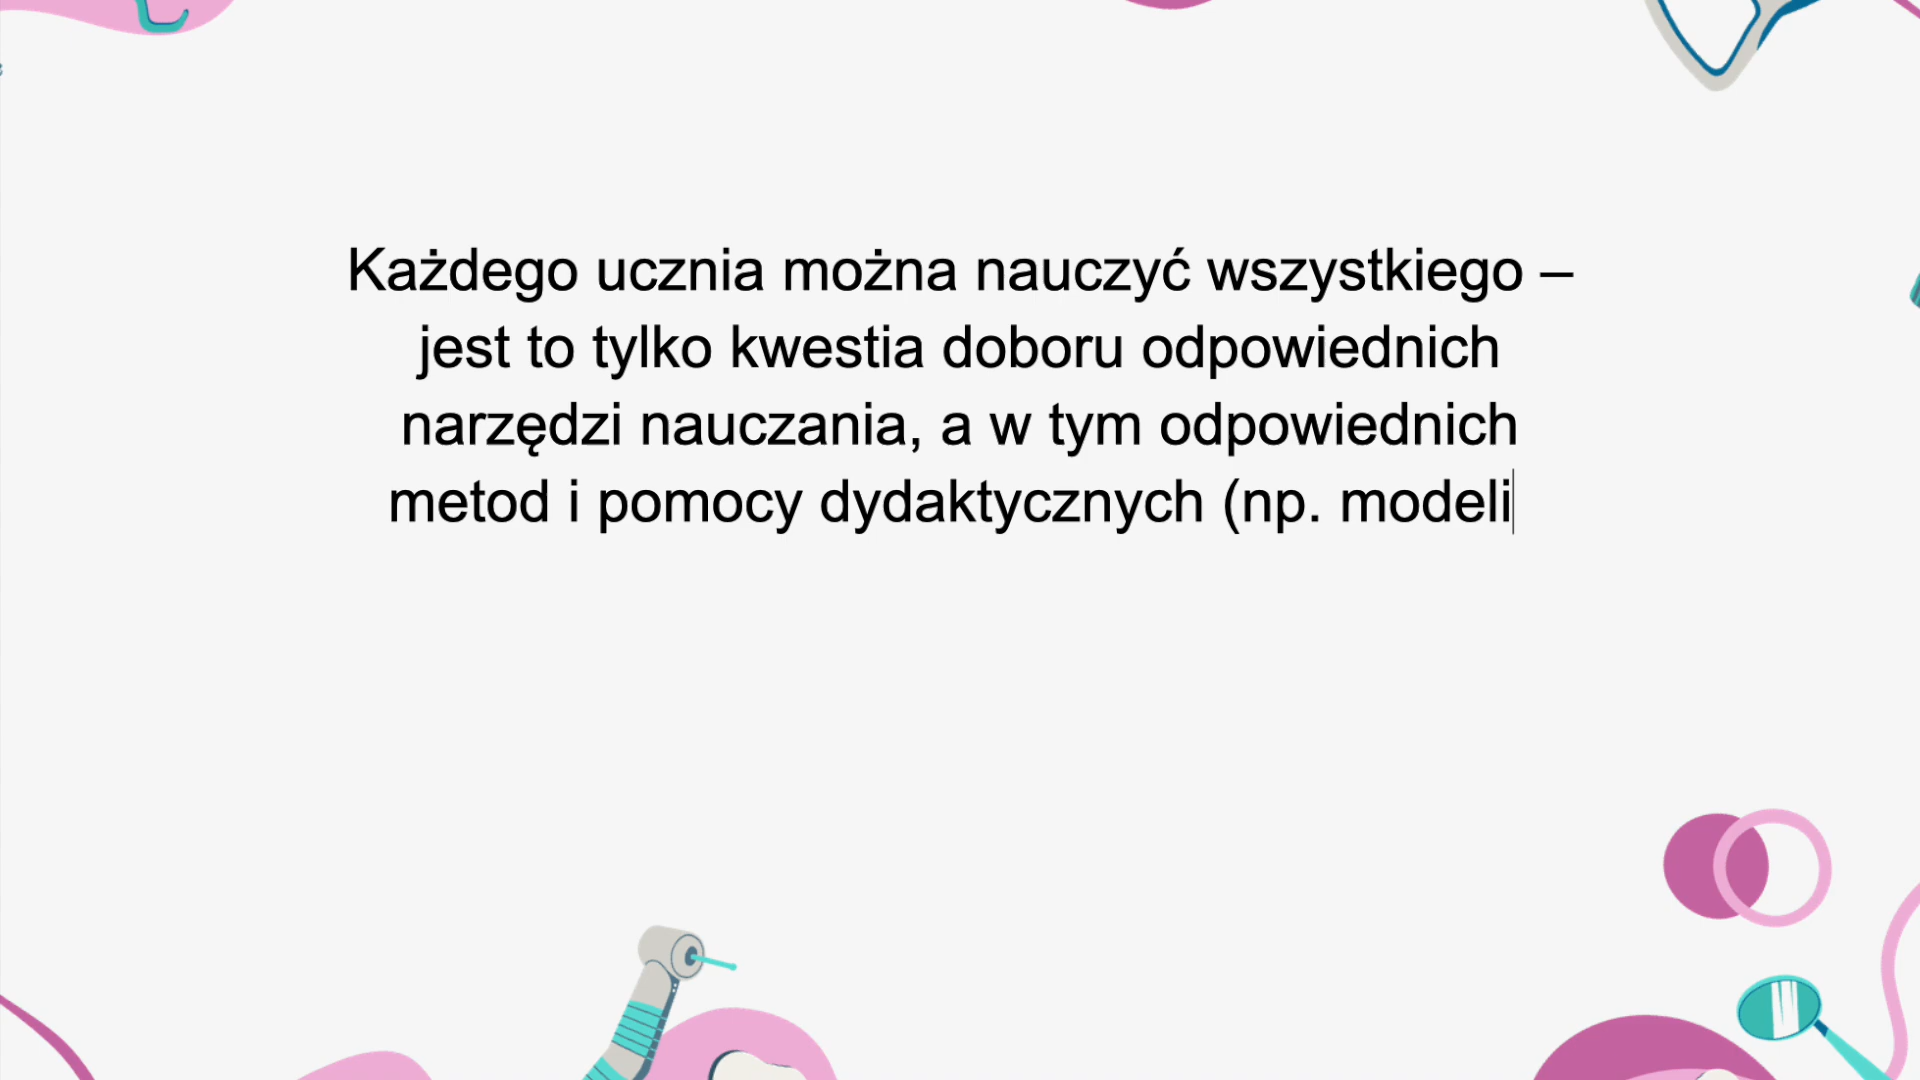 Każdego ucznia można nauczyć wszystkiego –
jest to tylko kwestia doboru odpowiednich
narzędzi nauczania, a w tym odpowiednich
metod i pomocy dydaktycznych (np. modeli